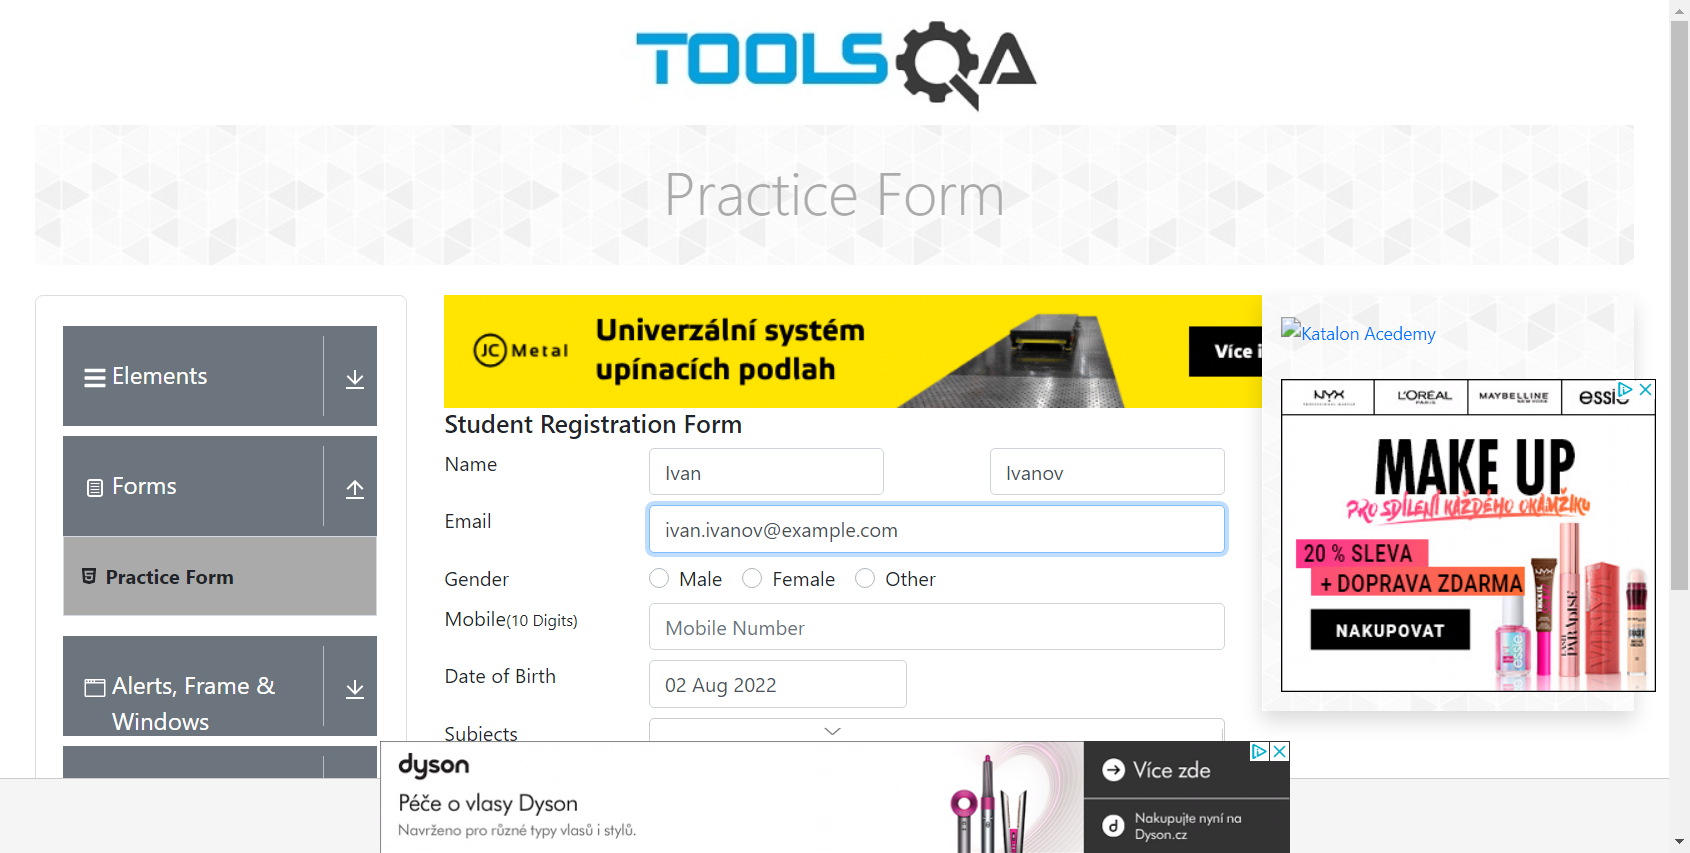 TOOLSQA
Practice Form
Elements
Forms
Practice Form
Alerts, Frame &
Windows
JC Metal
Univerzální systém
upínacích podlah
Více i
Student Registration Form
Name
Ivan
Ivanov
Email
ivan.ivanov@example.com
Gender
Male
Female
Other
Mobile(10 Digits)
Mobile Number
Date of Birth
02 Aug 2022
Subjects
Katalon Acedemy
NYX
L'ORÉAL
PARIS
MAYBELLINE
NEW YORK
essie
MAKE UP
PRO SDÍLENÍ KAŽDÉHO OKAMŽIKU
20 % SLEVA
+ DOPRAVA ZDARMA
NAKUPOVAT
dyson
Péče o vlasy Dyson
Navrženo pro různé typy vlasů i stylů.
Více zde
Nakupujte nyní na
Dyson.cz